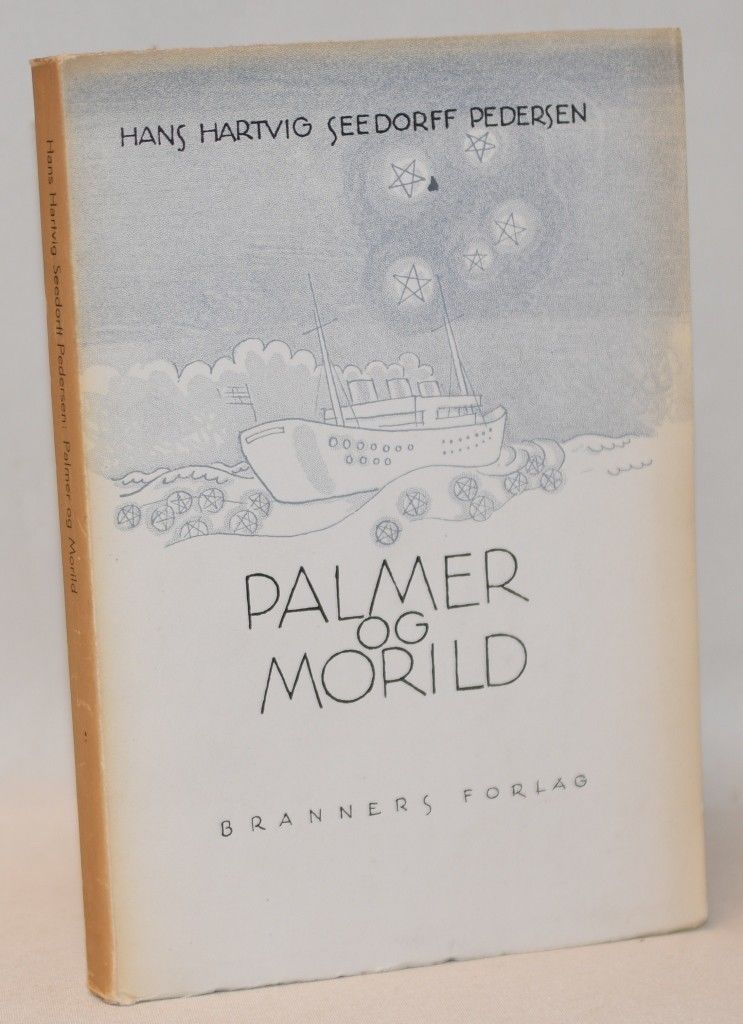 HANS HARTVIG SEEDORFF PEDERSEN
PALMER
OG
MORILD
BRANNERS FORLAG
Hans Hartvig Seedorff Pedersen: Palmer og Morild